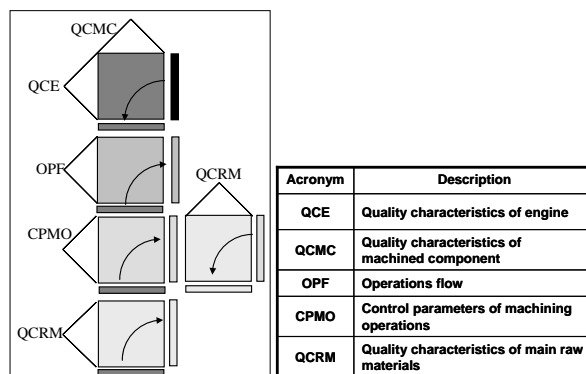 QCMC
QCE
OPF
QCRM
CPMO
QCRM
Acronym Description
QCE Quality characteristics of engine
QCMC Quality characteristics of
machined component
OPF Operations flow
CPMO Control parameters of machining
operations
QCRM Quality characteristics of main raw
materials